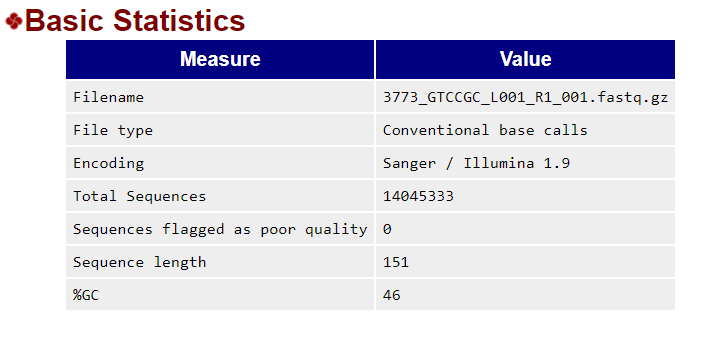 Basic Statistics
Measure Value
Filename 3773_GTCCGC_L001_R1_001.fastq.gz
File type Conventional base calls
Encoding Sanger / Illumina 1.9
Total Sequences 14045333
Sequences flagged as poor quality 0
Sequence length 151
%GC 46